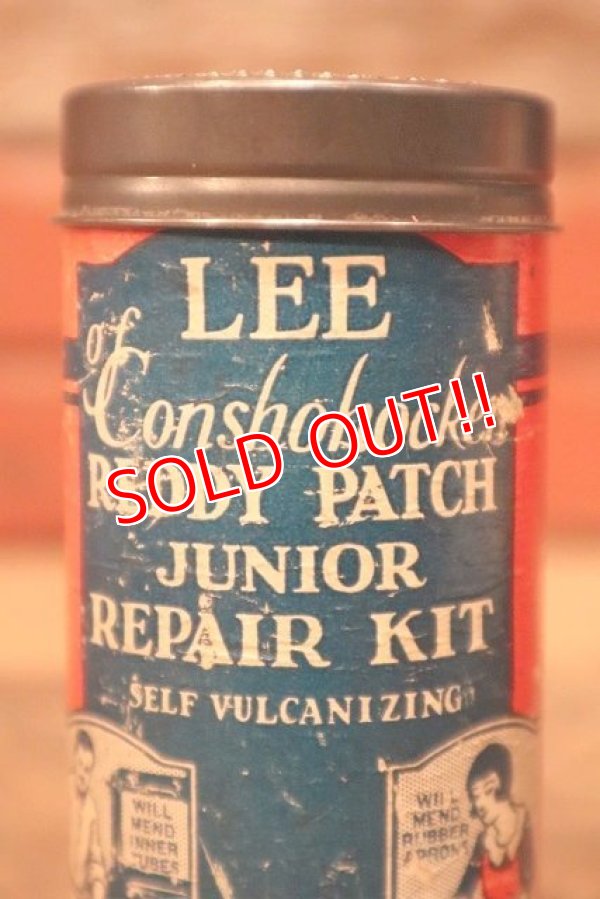 LEE
of
Conshohocken
REDDY PATCH
JUNIOR
REPAIR KIT
SELF VULCANIZING
WILL
MEND
INNER
TUBES
WILL
MEND
RUBBER
APRONS
SOLD OUT!!